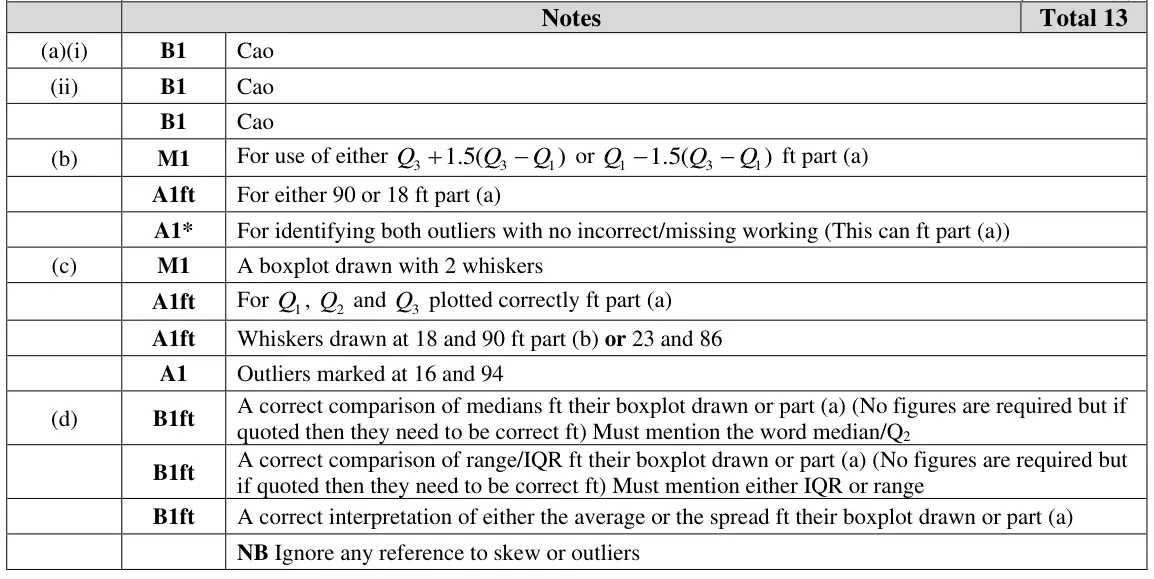 Notes Total 13
(a)(i) B1 Cao
(ii) B1 Cao
B1 Cao
(b) M1 For use of either Q₃ + 1.5(Q₃ − Q₁) or Q₁ − 1.5(Q₃ − Q₁) ft part (a)
A1ft For either 90 or 18 ft part (a)
A1* For identifying both outliers with no incorrect/missing working (This can ft part (a))
(c) M1 A boxplot drawn with 2 whiskers
A1ft For Q₁ , Q₂ and Q₃ plotted correctly ft part (a)
A1ft Whiskers drawn at 18 and 90 ft part (b) or 23 and 86
A1 Outliers marked at 16 and 94
(d) B1ft A correct comparison of medians ft their boxplot drawn or part (a) (No figures are required but if
quoted then they need to be correct ft) Must mention the word median/Q₂
B1ft A correct comparison of range/IQR ft their boxplot drawn or part (a) (No figures are required but
if quoted then they need to be correct ft) Must mention either IQR or range
B1ft A correct interpretation of either the average or the spread ft their boxplot drawn or part (a)
NB Ignore any reference to skew or outliers